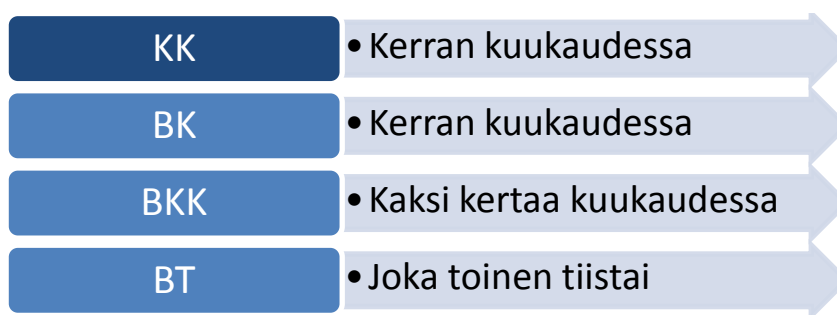 KK
• Kerran kuukaudessa
BK
• Kerran kuukaudessa
BKK
• Kaksi kertaa kuukaudessa
BT
• Joka toinen tiistai